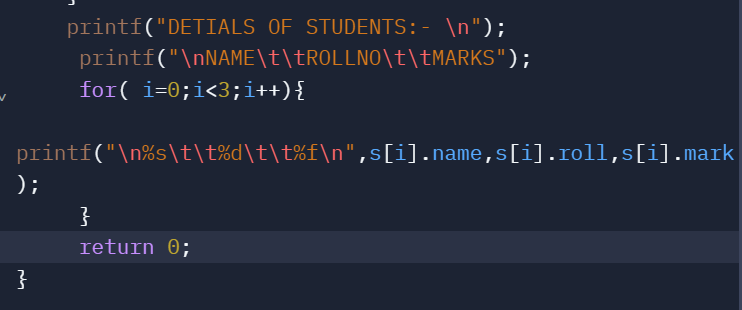 }
printf("DETIALS OF STUDENTS:- \n");
printf("\nNAME\t\tROLLNO\t\tMARKS");
for( i=0;i<3;i++){
printf("\n%s\t\t%d\t\t%f\n",s[i].name,s[i].roll,s[i].mark
);
}
return 0;
}